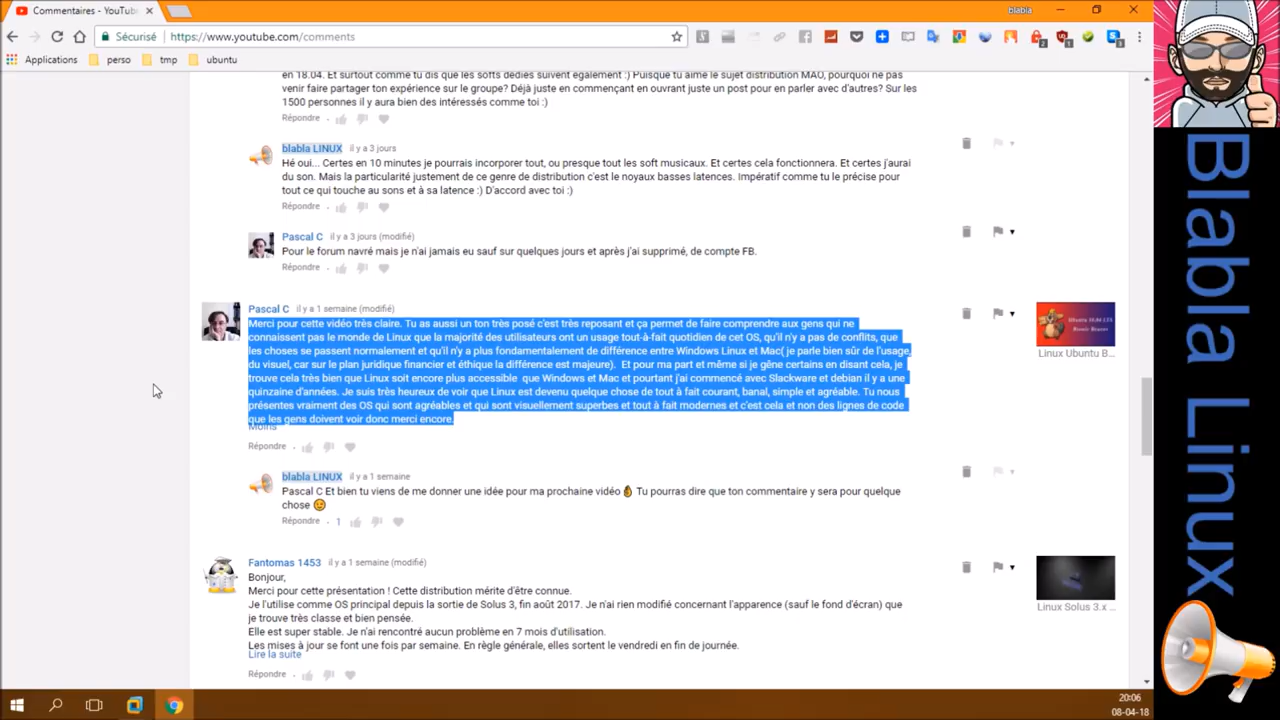 Commentaires - YouTube
blabla
Sécurisé
https://www.youtube.com/comments
Applications
perso
tmp
ubuntu
en 18.04. Et surtout comme tu dis que les softs dédiés suivent également :) Puisque tu aime le sujet distribution MAO, pourquoi ne pas
venir faire partager ton expérience sur le groupe? Déjà juste en commençant en ouvrant juste un post pour en parler avec d'autres? Sur les
1500 personnes il y aura bien des intéressés comme toi :)
Répondre
blabla LINUX il y a 3 jours
Hé oui... Certes en 10 minutes je pourrais incorporer tout, ou presque tout les soft musicaux. Et certes cela fonctionnera. Et certes j'aurai
du son. Mais la particularité justement de ce genre de distribution c'est le noyaux basses latences. Impératif comme tu le précise pour
tout ce qui touche au sons et à sa latence :) D'accord avec toi :)
Répondre
Pascal C il y a 3 jours (modifié)
Pour le forum navré mais je n'ai jamais eu sauf sur quelques jours et après j'ai supprimé, de compte FB.
Répondre
Pascal C il y a 1 semaine (modifié)
Merci pour cette vidéo très claire. Tu as aussi un ton très posé c'est très reposant et ça permet de faire comprendre aux gens qui ne
connaissent pas le monde de Linux que la majorité des utilisateurs ont un usage tout-à-fait quotidien de cet OS, qu'il n'y a pas de conflits, que
les choses se passent normalement et qu'il n'y a plus fondamentalement de différence entre Windows Linux et Mac( je parle bien sûr de l'usage,
du visuel, car sur le plan juridique financier et éthique la différence est majeure). Et pour ma part et même si je gêne certains en disant cela, je
trouve cela très bien que Linux soit encore plus accessible que Windows et Mac et pourtant j'ai commencé avec Slackware et debian il y a une
quinzaine d'années. Je suis très heureux de voir que Linux est devenu quelque chose de tout à fait courant, banal, simple et agréable. Tu nous
présentes vraiment des OS qui sont agréables et qui sont visuellement superbes et tout à fait modernes et c'est cela et non des lignes de code
que les gens doivent voir donc merci encore.
Moins
Répondre
Linux Ubuntu B...
blabla LINUX il y a 1 semaine
Pascal C Et bien tu viens de me donner une idée pour ma prochaine vidéo 👌 Tu pourras dire que ton commentaire y sera pour quelque
chose 😉
Répondre 1
Fantomas 1453 il y a 1 semaine (modifié)
Bonjour,
Merci pour cette présentation ! Cette distribution mérite d'être connue.
Je l'utilise comme OS principal depuis la sortie de Solus 3, fin août 2017. Je n'ai rien modifié concernant l'apparence (sauf le fond d'écran) que
je trouve très classe et bien pensée.
Elle est super stable. Je n'ai rencontré aucun problème en 7 mois d'utilisation.
Les mises à jour se font une fois par semaine. En règle générale, elles sortent le vendredi en fin de journée.
Lire la suite
Répondre
Linux Solus 3.x ...
Blabla Linux
20:06
08-04-18